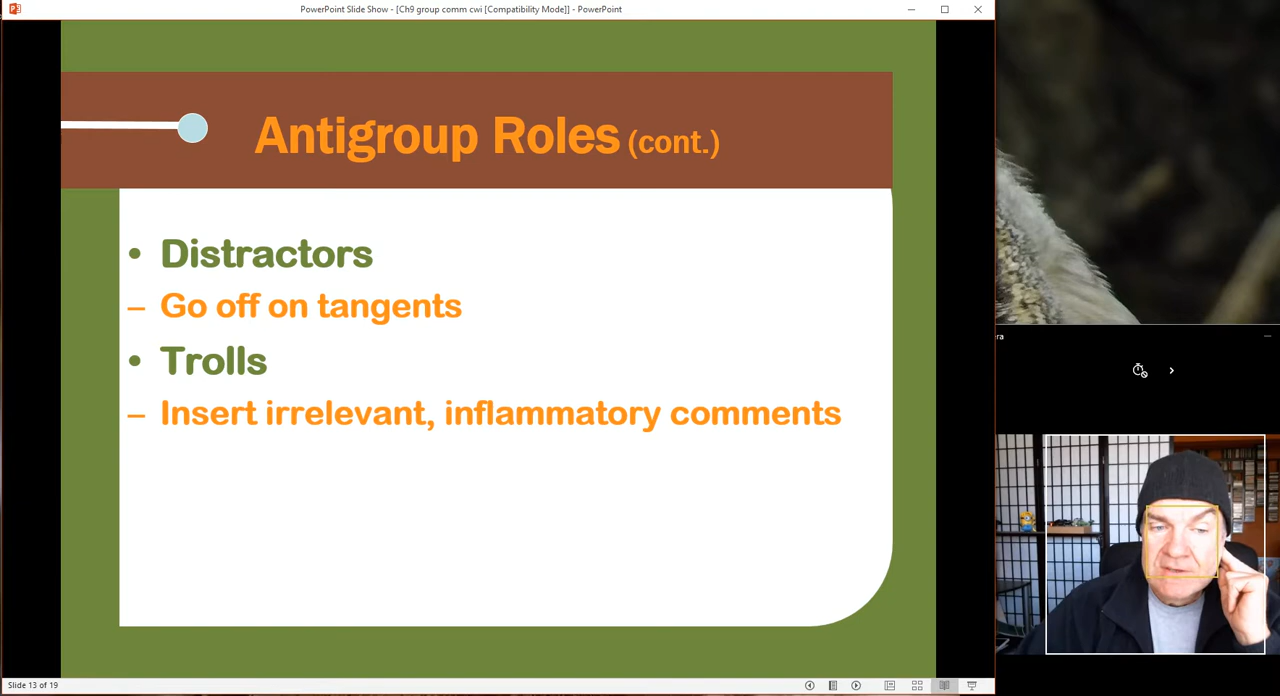 PowerPoint Slide Show - [Ch9 group comm cwi [Compatibility Mode]] - PowerPoint
Antigroup Roles (cont.)
• Distractors
– Go off on tangents
• Trolls
– Insert irrelevant, inflammatory comments
era
Slide 13 of 19